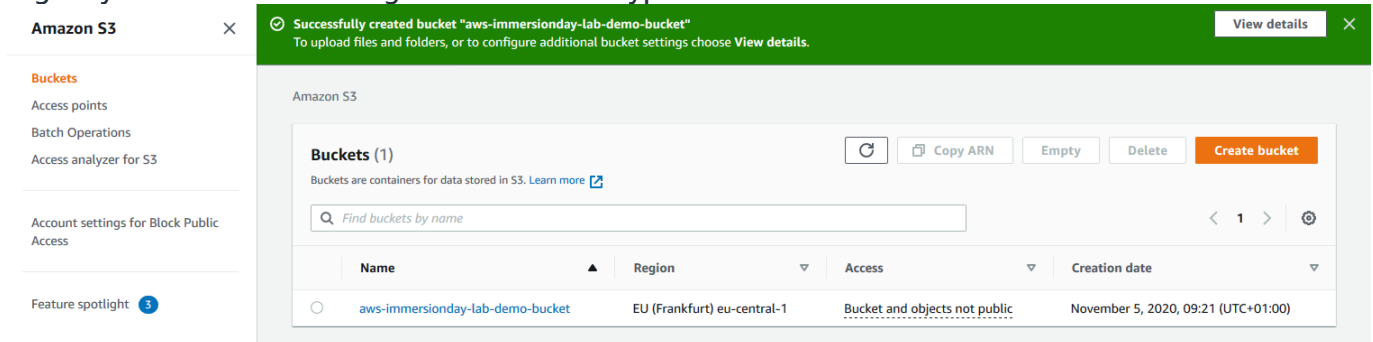 Amazon S3
Successfully created bucket "aws-immersionday-lab-demo-bucket"
To upload files and folders, or to configure additional bucket settings choose View details.
View details
Buckets
Access points
Batch Operations
Access analyzer for S3
Account settings for Block Public
Access
Feature spotlight 3
Amazon S3
Buckets (1)
Copy ARN
Empty
Delete
Create bucket
Buckets are containers for data stored in S3. Learn more
Find buckets by name
1
Name Region Access Creation date
aws-immersionday-lab-demo-bucket EU (Frankfurt) eu-central-1 Bucket and objects not public November 5, 2020, 09:21 (UTC+01:00)